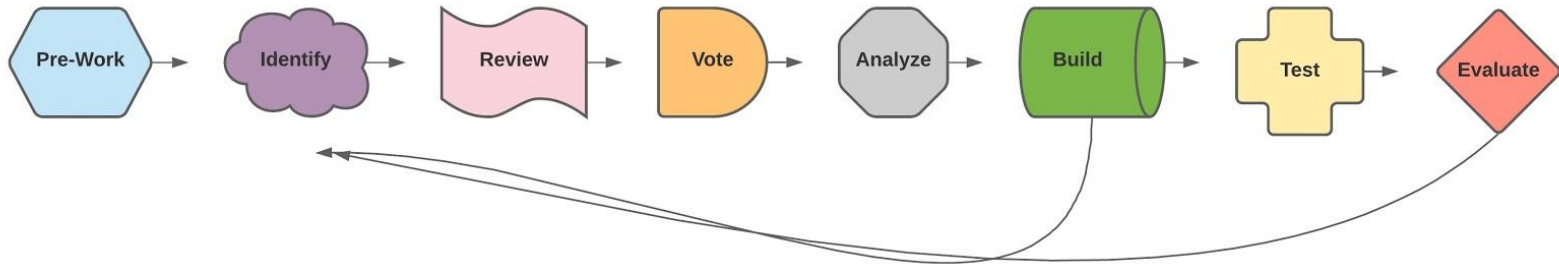 Pre-Work
Identify
Review
Vote
Analyze
Build
Test
Evaluate